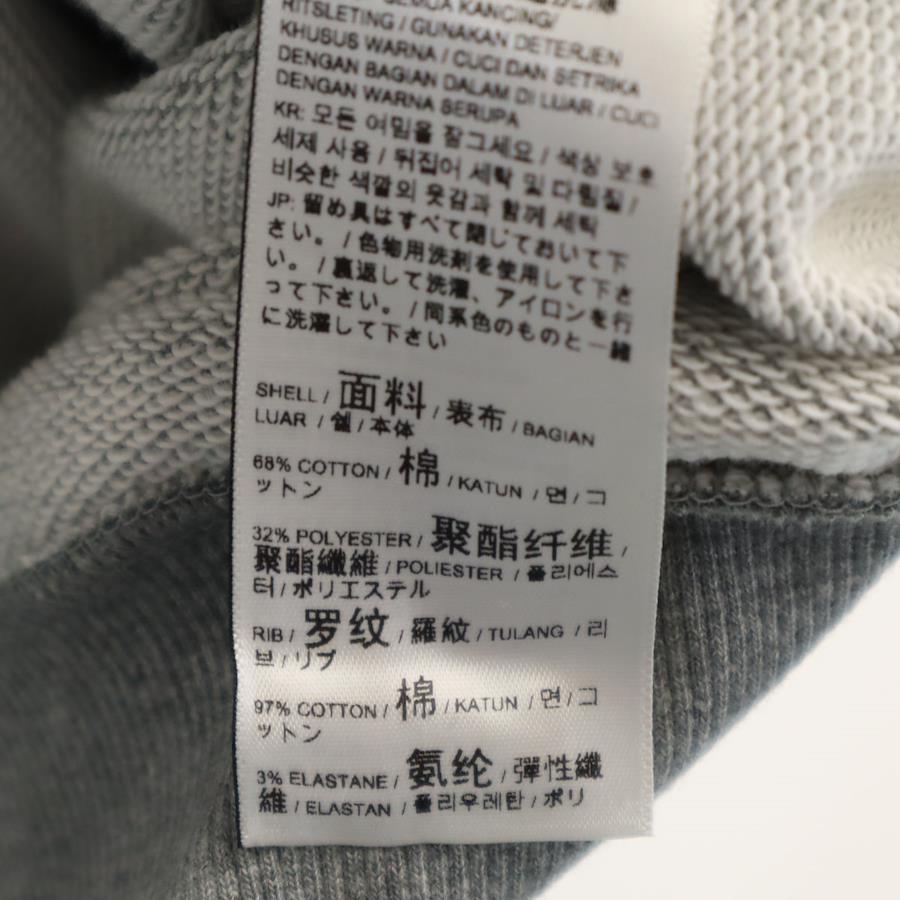 SEMUA KANCING/
RITSLETING / GUNAKAN DETERJEN
KHUSUS WARNA / CUCI DAN SETRIKA
DENGAN BAGIAN DALAM DI LUAR / CUCI
DENGAN WARNA SERUPA
KR: 모든 여밈을 잠그세요 / 색상 보호
세제 사용 / 뒤집어 세탁 및 다림질 /
비슷한 색깔의 옷감과 함께 세탁
JP: 留め具はすべて閉じておいて下
さい。 / 色物用洗剤を使用して下さ
い。 / 裏返して洗濯、アイロンを行
って下さい。 / 同系色のものと一緒
に洗濯して下さい
SHELL / 面料 / 表布 / BAGIAN
LUAR / 쉘 / 本体
68% COTTON / 棉 / KATUN / 면 / コ
ットン
32% POLYESTER / 聚酯纤维 /
聚酯纖維 / POLIESTER / 폴리에스
터 / ポリエステル
RIB / 罗纹 / 羅紋 / TULANG / 리
브 / リブ
97% COTTON / 棉 / KATUN / 면 / コ
ットン
3% ELASTANE / 氨纶 / 彈性纖
維 / ELASTAN / 폴리우레탄 / ポリ